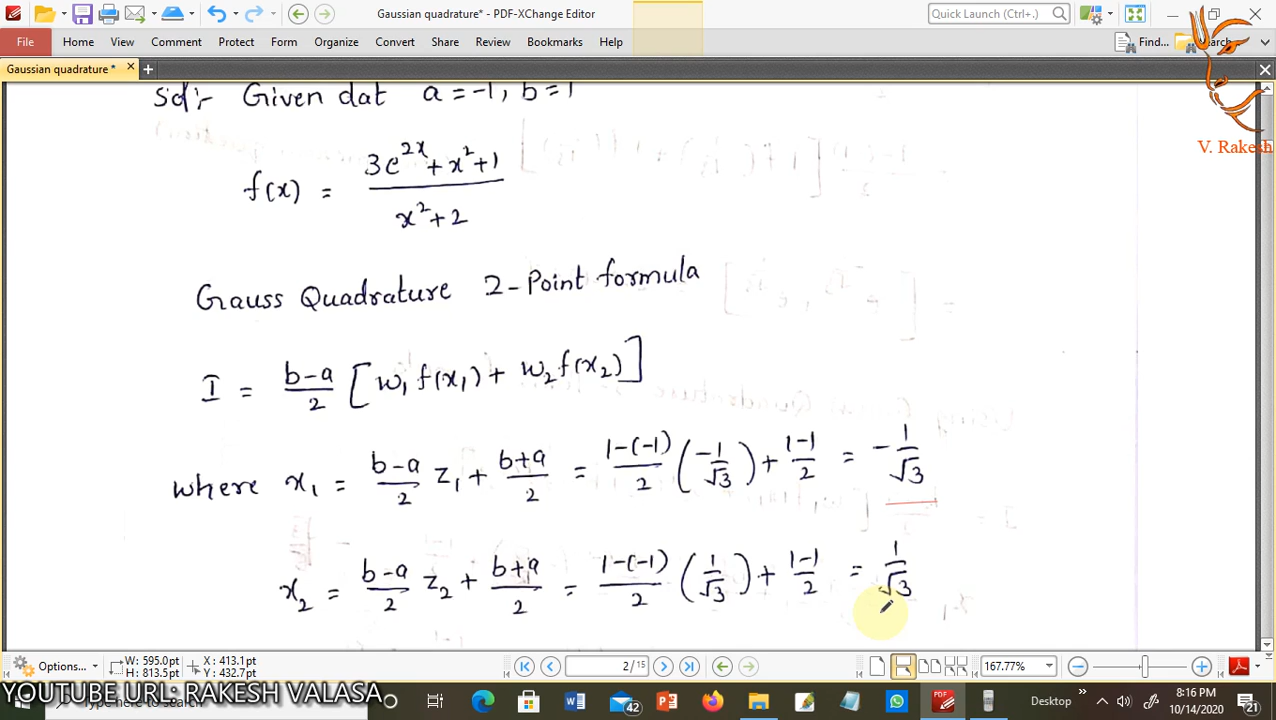 Gaussian quadrature* - PDF-XChange Editor
Quick Launch (Ctrl+.)
File Home View Comment Protect Form Organize Convert Share Review Bookmarks Help Find...
Gaussian quadrature *
V. Rakesh
Sol:- Given dat a = -1, b = 1
f(x) = (3e^{2x} + x² + 1)/(x² + 2)
Gauss Quadrature 2-Point formula
I = (b-a)/2 [w₁ f(x₁) + w₂ f(x₂)]
where x₁ = (b-a)/2 z₁ + (b+a)/2 = (1-(-1))/2 (-1/√3) + (1-1)/2 = -1/√3
x₂ = (b-a)/2 z₂ + (b+a)/2 = (1-(-1))/2 (1/√3) + (1-1)/2 = 1/√3
Options... W: 595.0pt X: 413.1pt 2/15 167.77%
H: 813.5pt Y: 432.7pt
YOUTUBE URL: RAKESH VALASA
42 Desktop 8:16 PM
10/14/2020 21